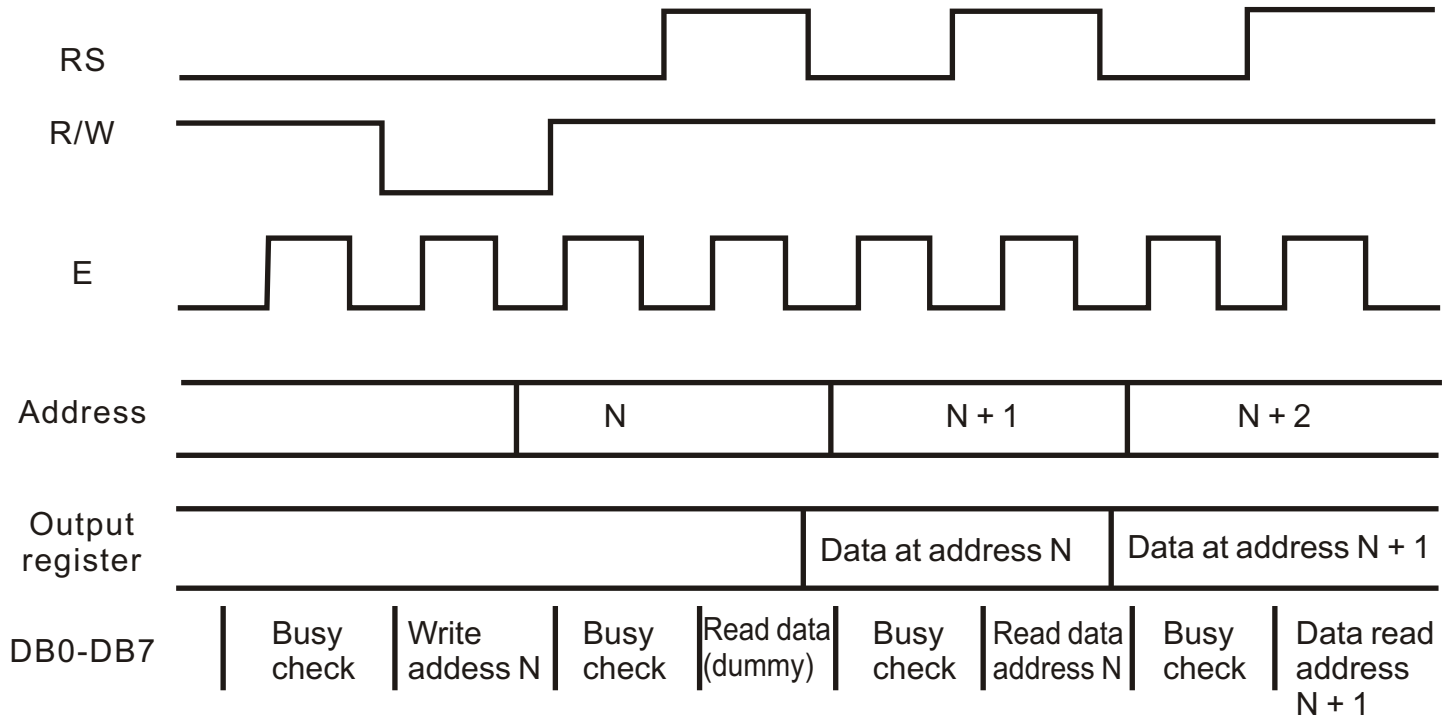 RS
R/W
E
Address
N
N + 1
N + 2
Output
register
Data at address N
Data at address N + 1
DB0-DB7
Busy
check
Write
addess N
Busy
check
Read data
(dummy)
Busy
check
Read data
address N
Busy
check
Data read
address
N + 1